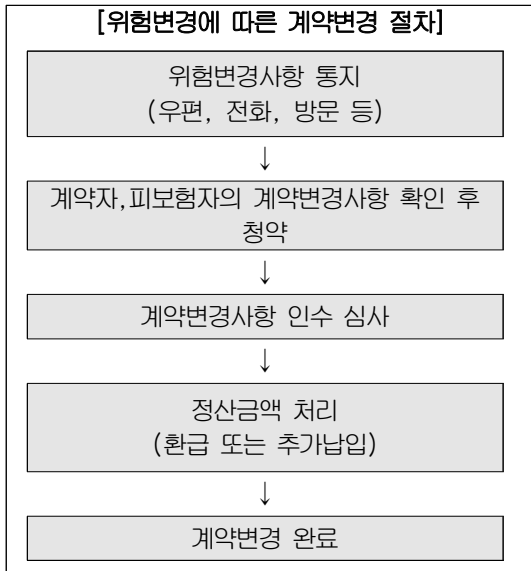 [위험변경에 따른 계약변경 절차]
위험변경사항 통지
(우편, 전화, 방문 등)
↓
계약자,피보험자의 계약변경사항 확인 후
청약
↓
계약변경사항 인수 심사
↓
정산금액 처리
(환급 또는 추가납입)
↓
계약변경 완료